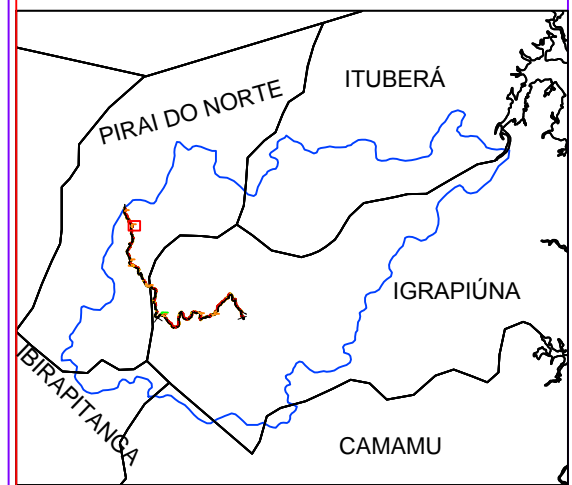 ITUBERÁ
PIRAI DO NORTE
IGRAPIÚNA
IBIRAPITANGA
CAMAMU